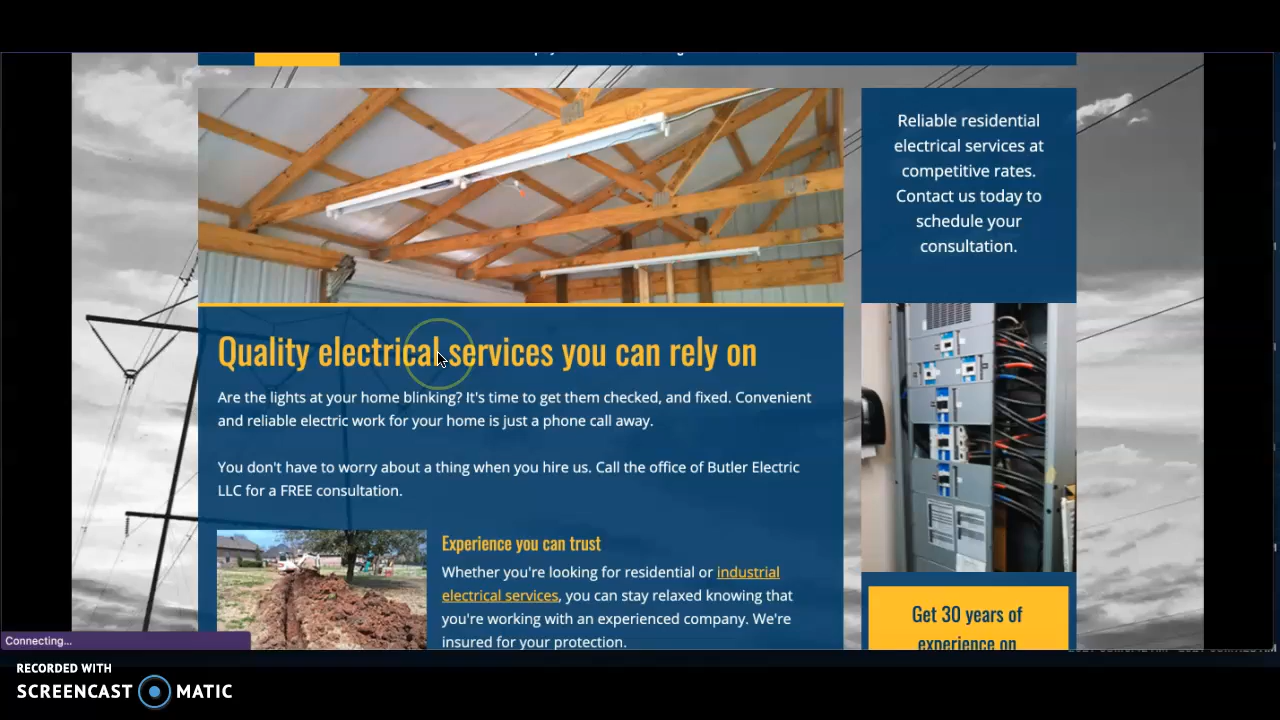 Reliable residential
electrical services at
competitive rates.
Contact us today to
schedule your
consultation.
Quality electrical services you can rely on
Are the lights at your home blinking? It's time to get them checked, and fixed. Convenient
and reliable electric work for your home is just a phone call away.
You don't have to worry about a thing when you hire us. Call the office of Butler Electric
LLC for a FREE consultation.
Experience you can trust
Whether you're looking for residential or industrial
electrical services, you can stay relaxed knowing that
you're working with an experienced company. We're
insured for your protection.
Get 30 years of
experience on
Connecting...
RECORDED WITH
SCREENCAST MATIC